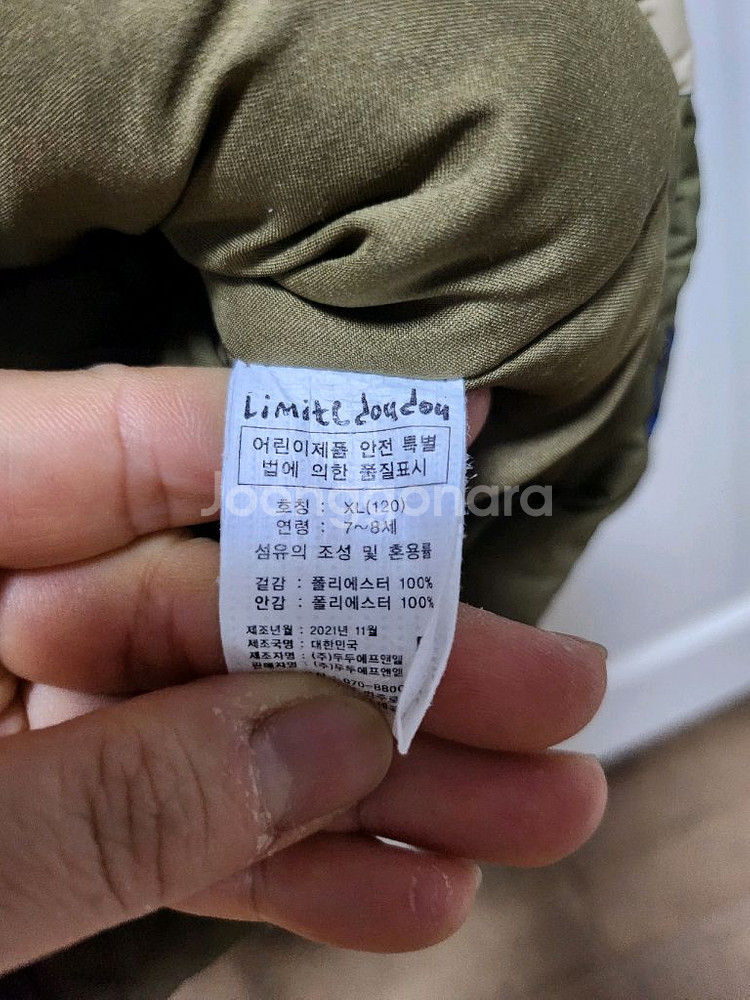 Limite doudou
어린이제품 안전 특별
법에 의한 품질표시
Joonggonara
호칭 : XL(120)
연령 : 7~8세
섬유의 조성 및 혼용률
겉감 : 폴리에스터 100%
안감 : 폴리에스터 100%
제조년월 : 2021년 11월
제조국명 : 대한민국
제조자명 : (주)두두에프앤엘
판매자명 : (주)두두에프앤엘
070-880